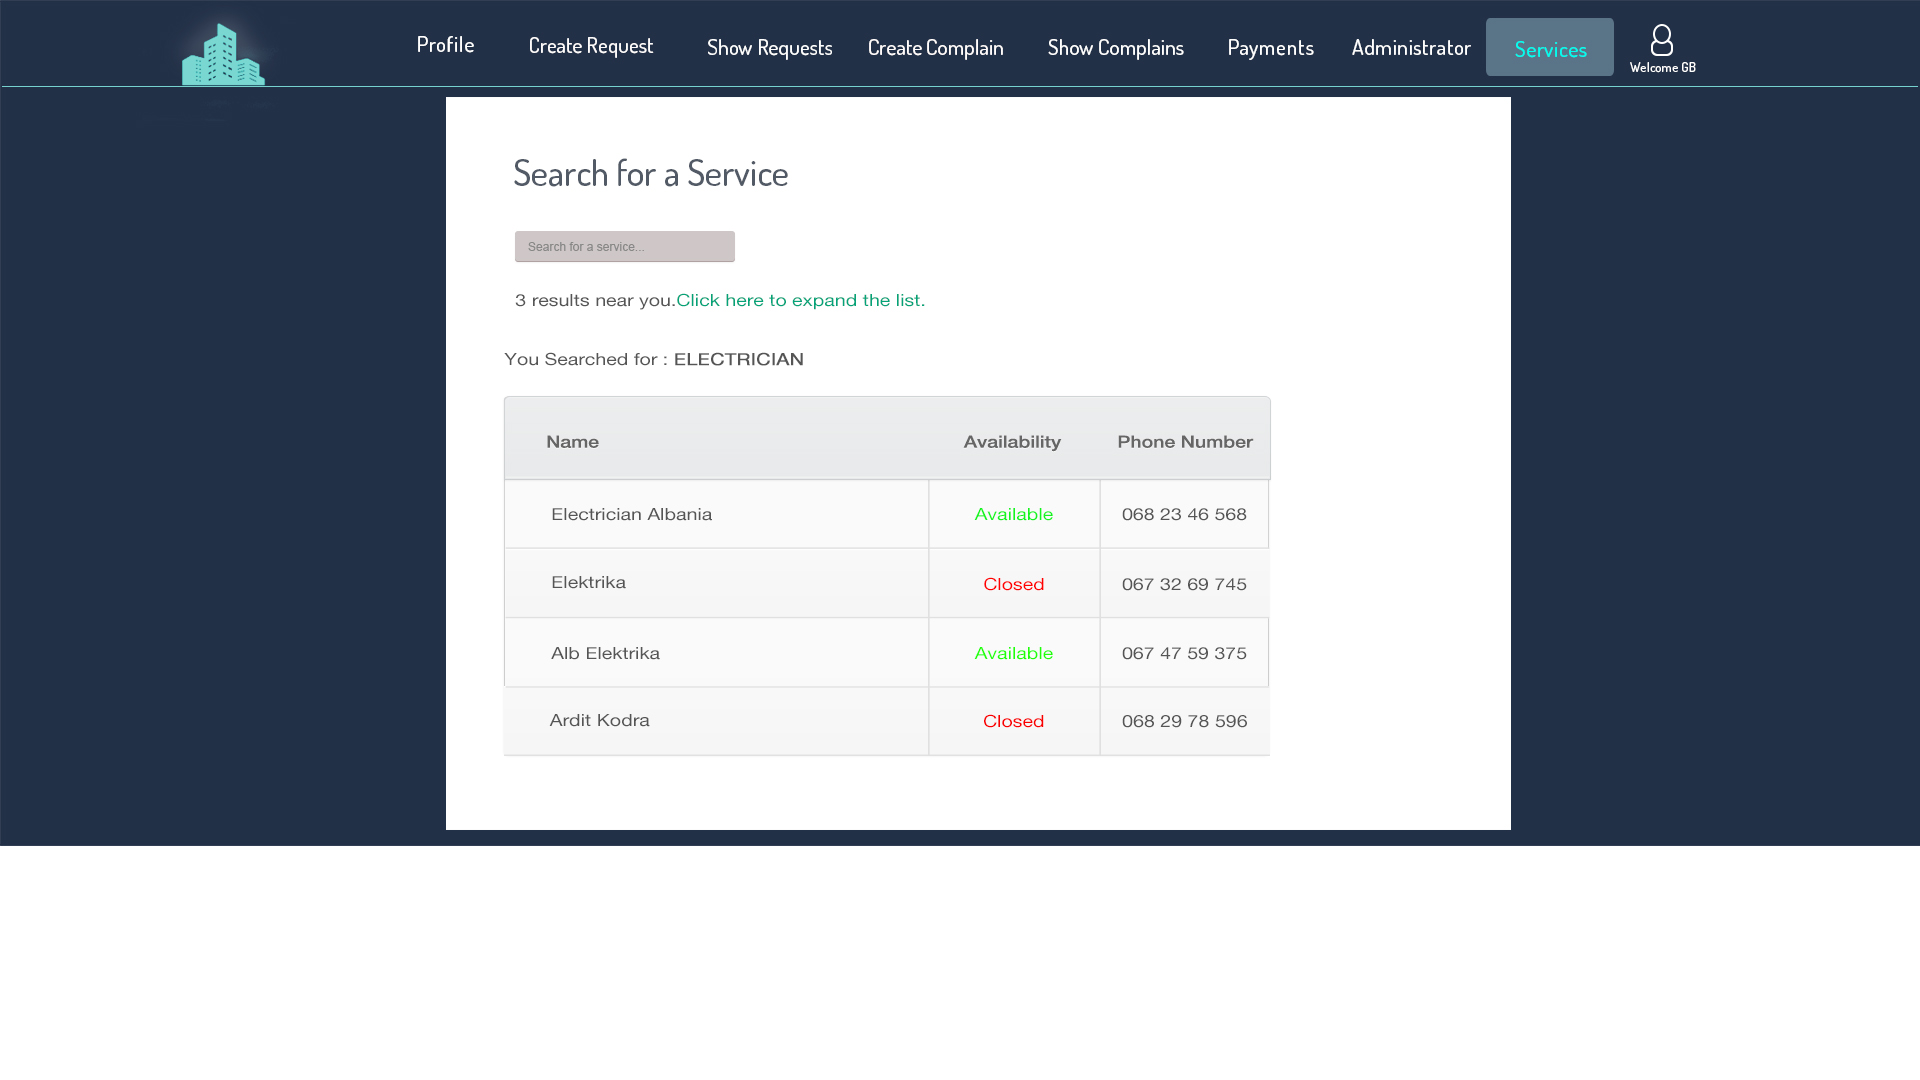 Profile Create Request Show Requests Create Complain Show Complains Payments Administrator Services
Welcome GB
Search for a Service
Search for a service...
3 results near you.Click here to expand the list.
You Searched for : ELECTRICIAN
Name Availability Phone Number
Electrician Albania Available 068 23 46 568
Elektrika Closed 067 32 69 745
Alb Elektrika Available 067 47 59 375
Ardit Kodra Closed 068 29 78 596